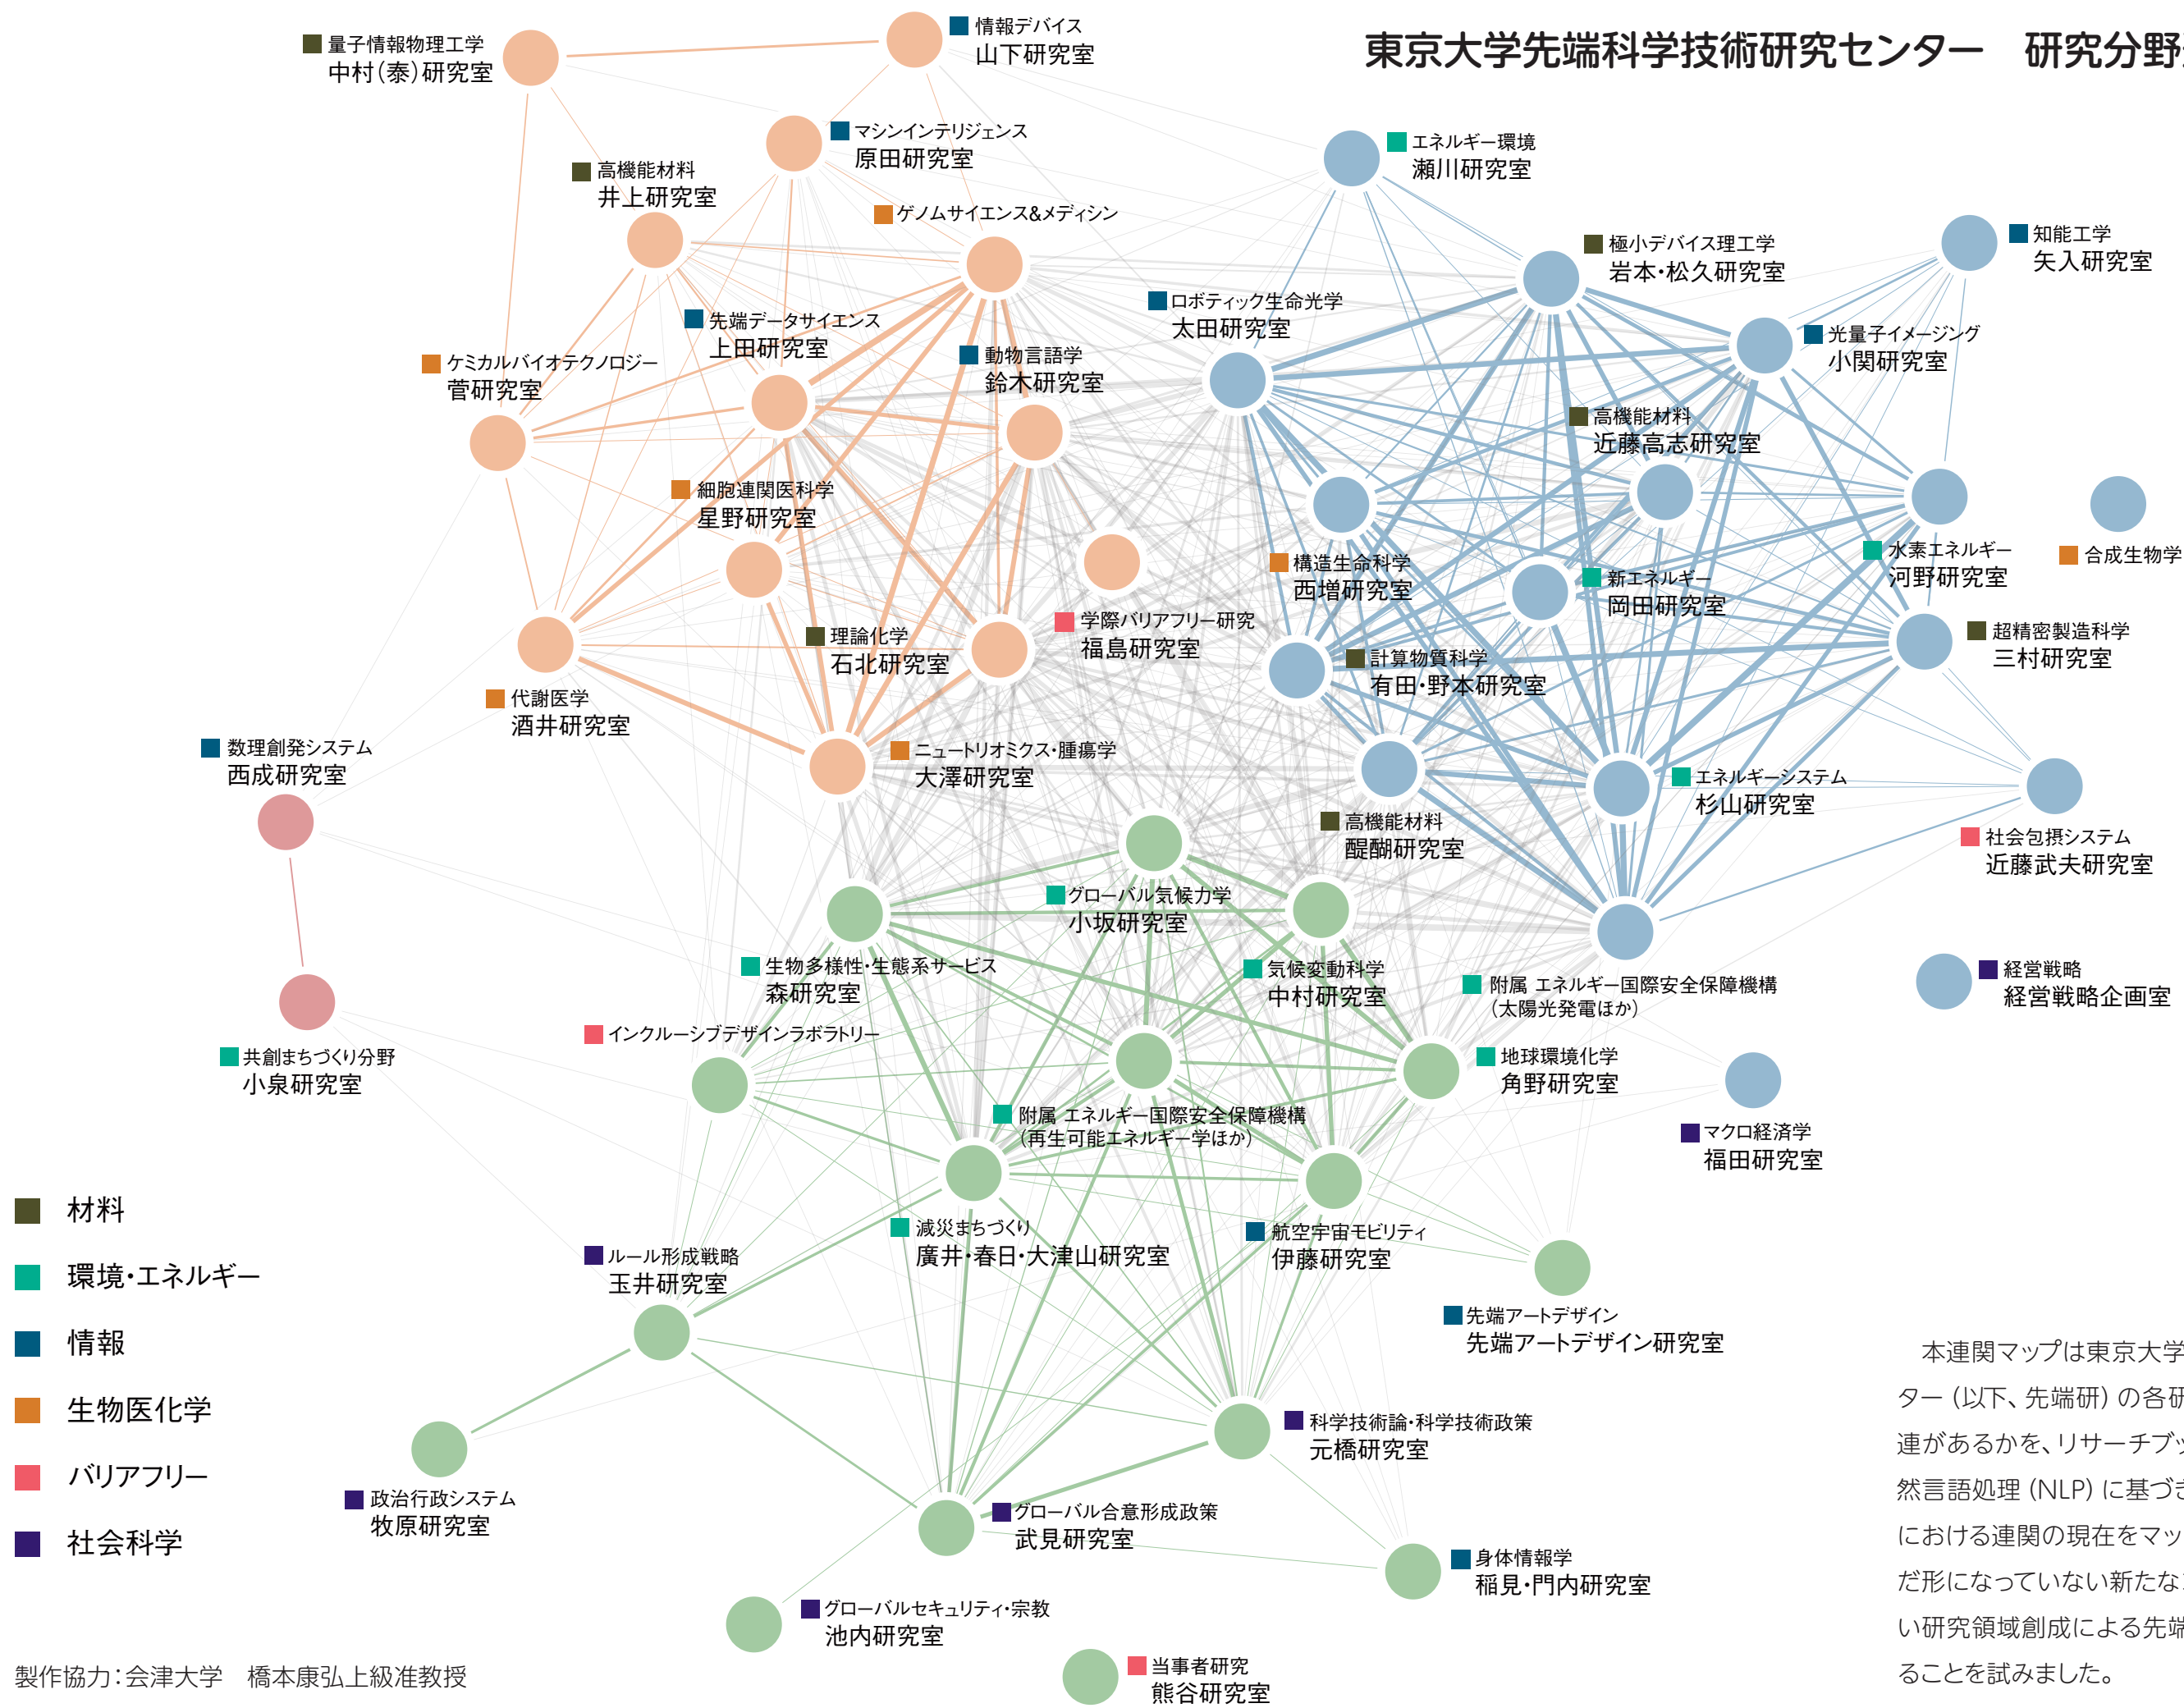 東京大学先端科学技術研究センター　研究分野
量子情報物理工学
中村（泰）研究室
情報デバイス
山下研究室
マシンインテリジェンス
原田研究室
高機能材料
井上研究室
ゲノムサイエンス&メディシン
エネルギー環境
瀬川研究室
極小デバイス理工学
岩本・松久研究室
知能工学
矢入研究室
ロボティック生命光学
太田研究室
先端データサイエンス
上田研究室
動物言語学
鈴木研究室
光量子イメージング
小関研究室
ケミカルバイオテクノロジー
菅研究室
高機能材料
近藤高志研究室
細胞連関医科学
星野研究室
構造生命科学
西増研究室
新エネルギー
岡田研究室
水素エネルギー
河野研究室
合成生物学
理論化学
石北研究室
学際バリアフリー研究
福島研究室
計算物質科学
有田・野本研究室
超精密製造科学
三村研究室
代謝医学
酒井研究室
数理創発システム
西成研究室
ニュートリオミクス・腫瘍学
大澤研究室
エネルギーシステム
杉山研究室
高機能材料
醍醐研究室
社会包摂システム
近藤武夫研究室
グローバル気候力学
小坂研究室
生物多様性・生態系サービス
森研究室
気候変動科学
中村研究室
附属 エネルギー国際安全保障機構
（太陽光発電ほか）
経営戦略
経営戦略企画室
インクルーシブデザインラボラトリー
共創まちづくり分野
小泉研究室
地球環境化学
角野研究室
附属 エネルギー国際安全保障機構
（再生可能エネルギー学ほか）
マクロ経済学
福田研究室
減災まちづくり
廣井・春日・大津山研究室
航空宇宙モビリティ
伊藤研究室
ルール形成戦略
玉井研究室
先端アートデザイン
先端アートデザイン研究室
科学技術論・科学技術政策
元橋研究室
政治行政システム
牧原研究室
グローバル合意形成政策
武見研究室
身体情報学
稲見・門内研究室
グローバルセキュリティ・宗教
池内研究室
当事者研究
熊谷研究室
材料
環境・エネルギー
情報
生物医化学
バリアフリー
社会科学
製作協力：会津大学　橋本康弘上級准教授
本連関マップは東京大学
ター（以下、先端研）の各研
連があるかを、リサーチブッ
然言語処理（NLP）に基づき
における連関の現在をマッ
だ形になっていない新たな
い研究領域創成による先端
ることを試みました。